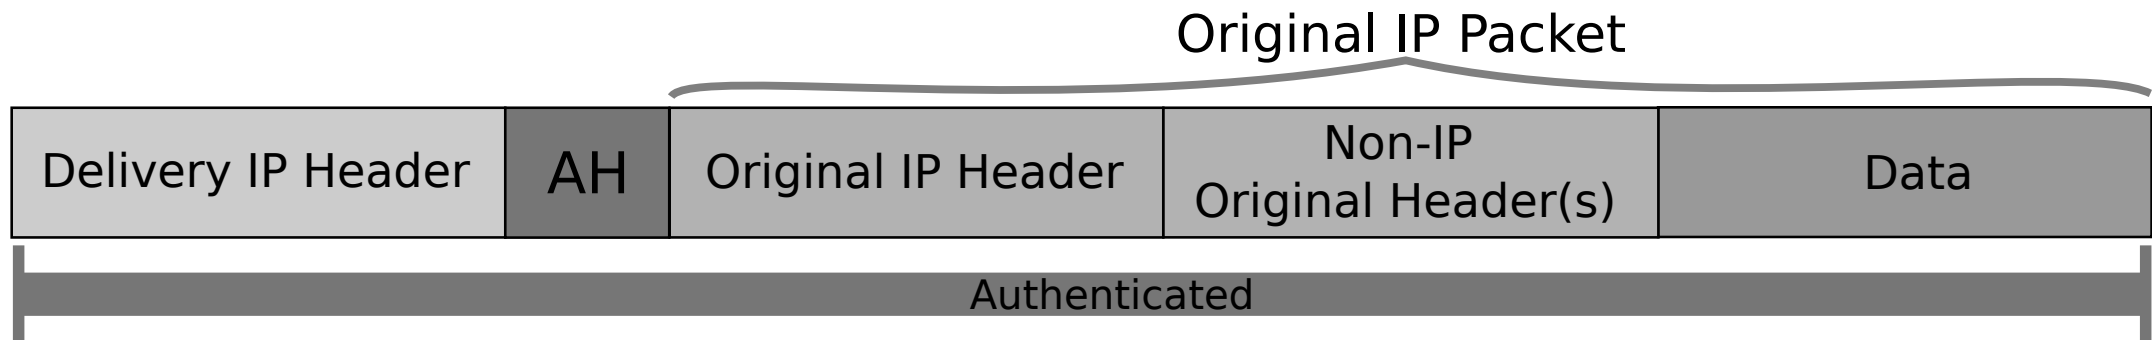 Original IP Packet
Delivery IP Header
AH
Original IP Header
Non-IP
Original Header(s)
Data
Authenticated